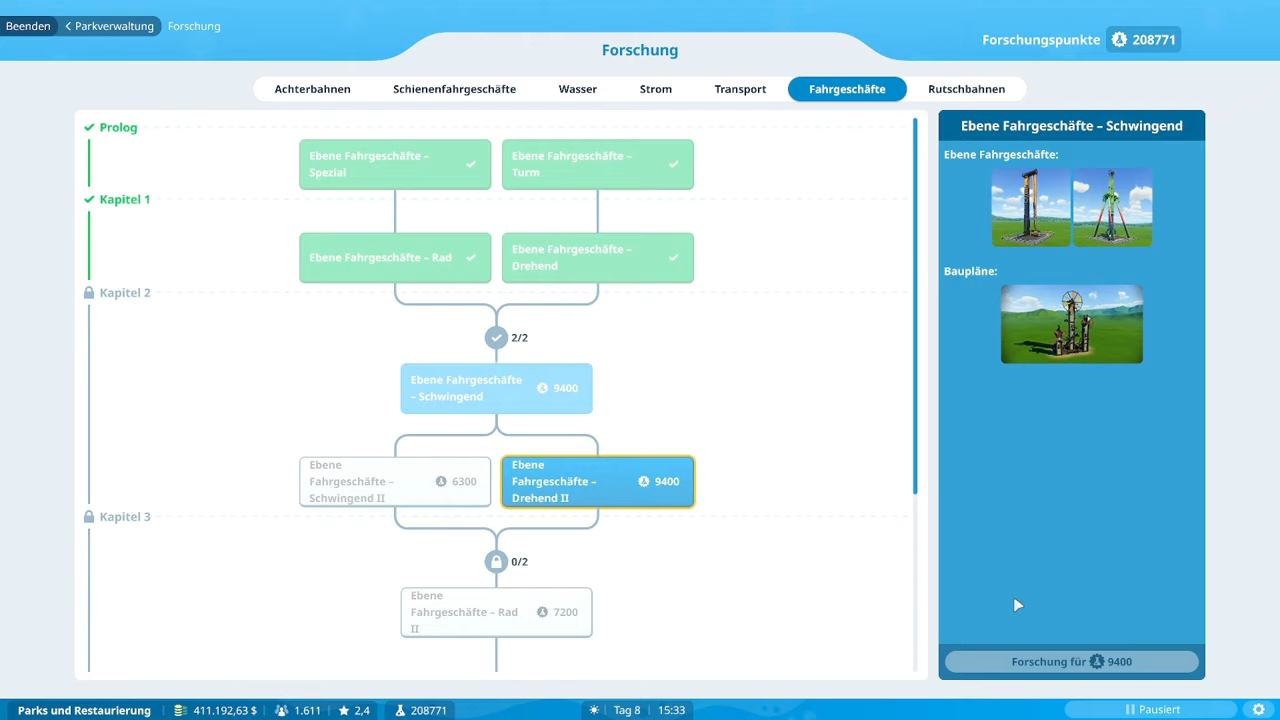 Beenden
Parkverwaltung
Forschung
Forschung
Forschungspunkte
208771
Achterbahnen
Schienenfahrgeschäfte
Wasser
Strom
Transport
Fahrgeschäfte
Rutschbahnen
Prolog
Ebene Fahrgeschäfte –
Spezial
Ebene Fahrgeschäfte –
Turm
Kapitel 1
Ebene Fahrgeschäfte – Rad
Ebene Fahrgeschäfte –
Drehend
Kapitel 2
2/2
Ebene Fahrgeschäfte
– Schwingend
9400
Ebene
Fahrgeschäfte –
Schwingend II
6300
Ebene
Fahrgeschäfte –
Drehend II
9400
Kapitel 3
0/2
Ebene
Fahrgeschäfte – Rad
II
7200
Ebene Fahrgeschäfte – Schwingend
Ebene Fahrgeschäfte:
Baupläne:
Forschung für 9400
Parks und Restaurierung
411.192,63 $
1.611
2,4
208771
Tag 8
15:33
Pausiert